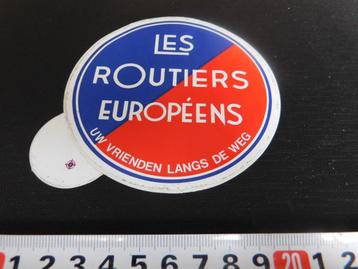 LES
ROUTIERS
EUROPÉENS
UW VRIENDEN LANGS DE WEG
1 2 3 4 5 6 7 8 9 20 1 2